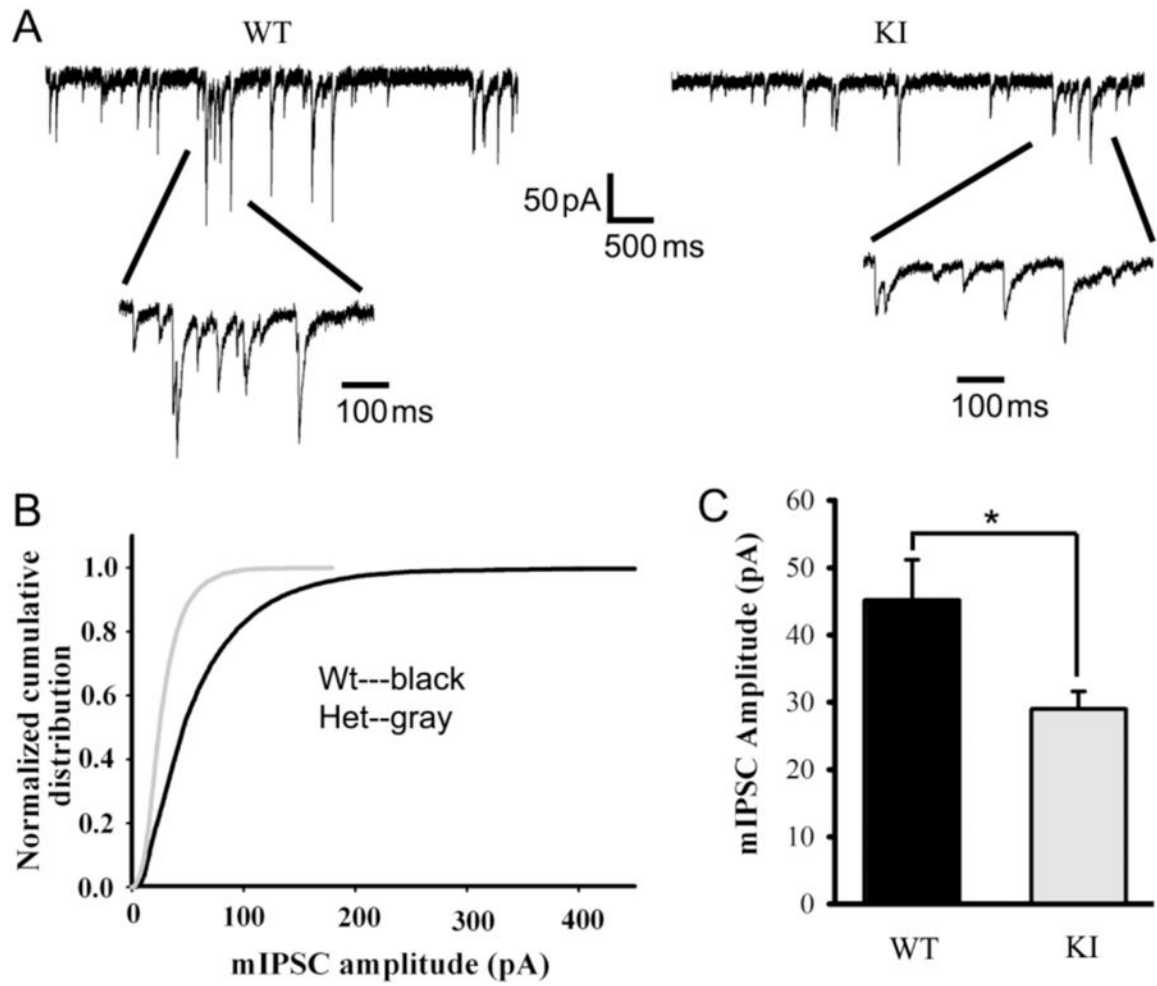 A
WT
KI
50 pA
500 ms
100 ms
100 ms
B
Normalized cumulative
distribution
1.0
0.8
0.6
0.4
0.2
0.0
Wt---black
Het--gray
0 100 200 300 400
mIPSC amplitude (pA)
C
mIPSC Amplitude (pA)
60
50
40
30
20
10
0
*
WT KI